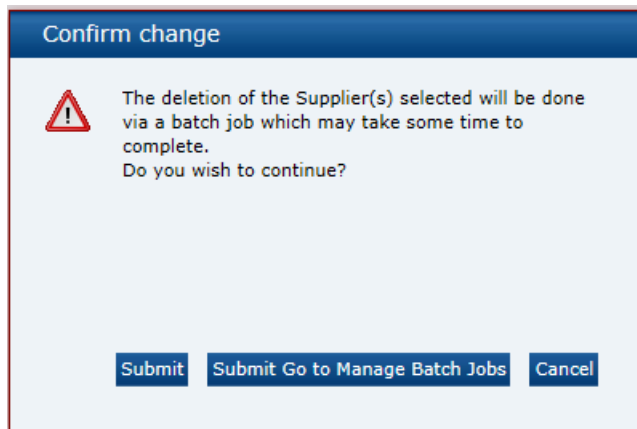 Confirm change
The deletion of the Supplier(s) selected will be done
via a batch job which may take some time to
complete.
Do you wish to continue?
Submit
Submit Go to Manage Batch Jobs
Cancel